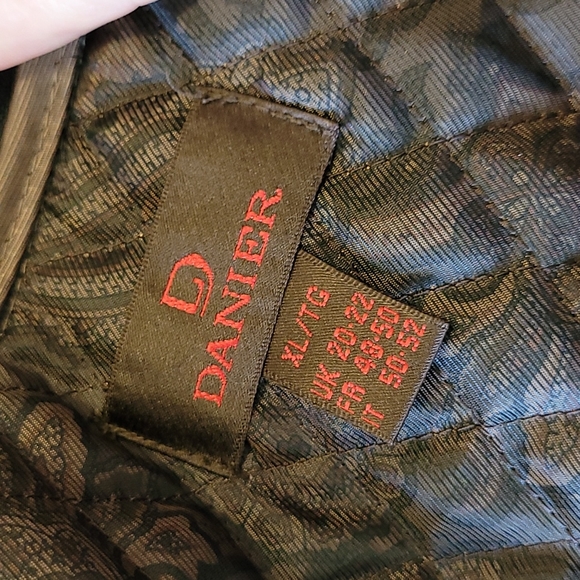 D
DANIER
XL/TG
UK 20-22
FR 48-50
IT 50-52